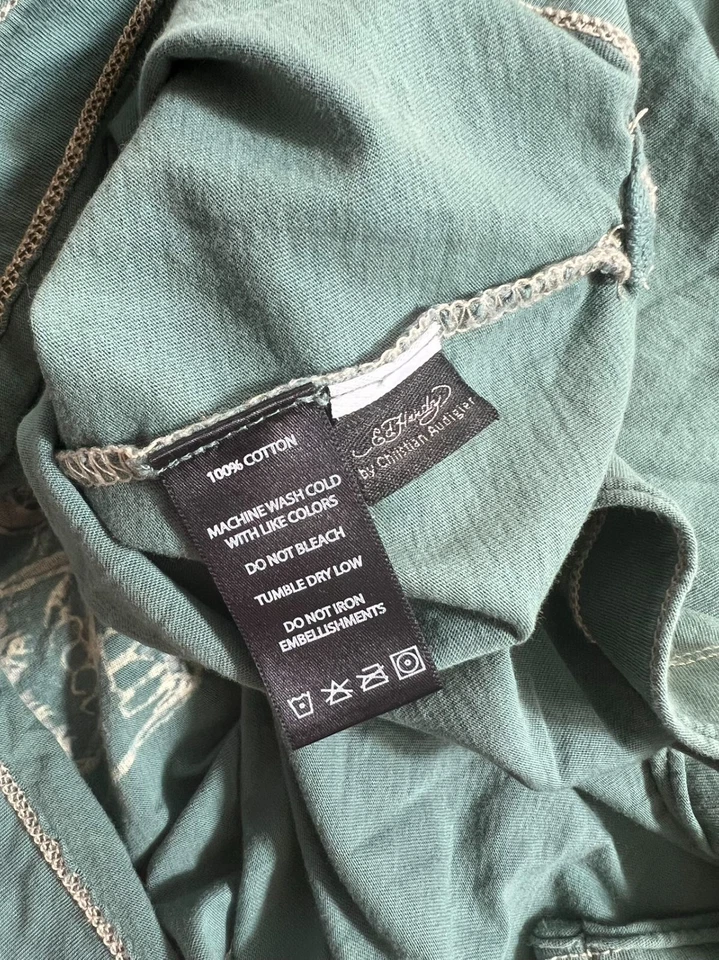 100% COTTON
MACHINE WASH COLD
WITH LIKE COLORS
DO NOT BLEACH
TUMBLE DRY LOW
DO NOT IRON
EMBELLISHMENTS
Ed Hardy
by Christian Audigier